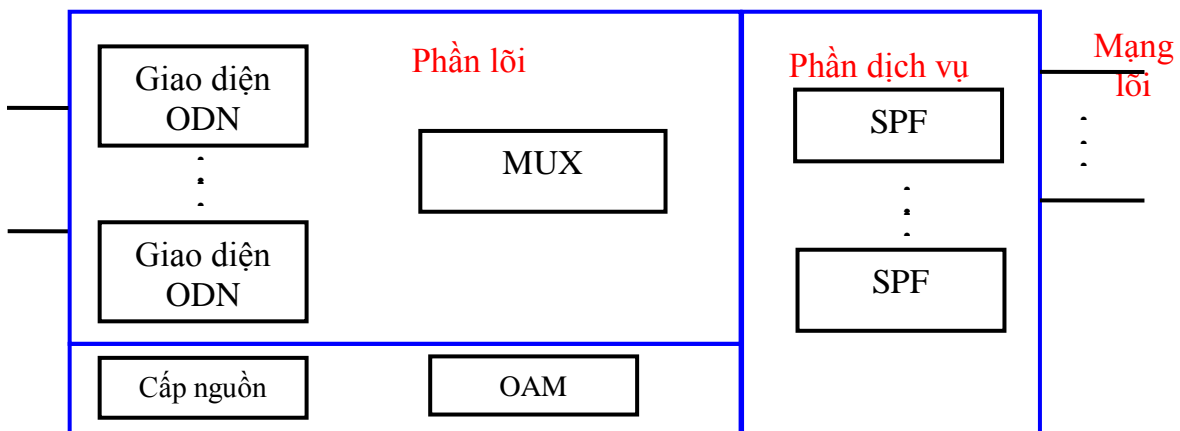 Phần lõi
Giao diện
ODN
MUX
Giao diện
ODN
Phần dịch vụ
SPF
SPF
Mạng
lõi
Cấp nguồn
OAM